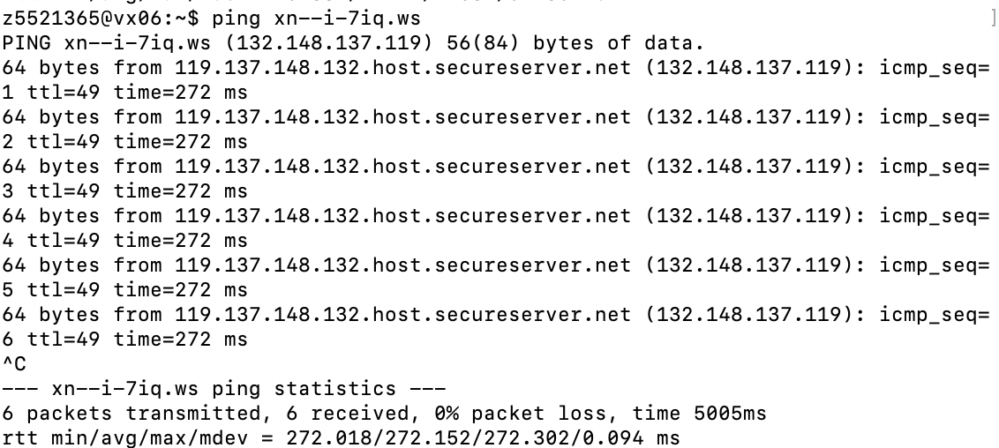 z5521365@vx06:~$ ping xn--i-7iq.ws
PING xn--i-7iq.ws (132.148.137.119) 56(84) bytes of data.
64 bytes from 119.137.148.132.host.secureserver.net (132.148.137.119): icmp_seq=
1 ttl=49 time=272 ms
64 bytes from 119.137.148.132.host.secureserver.net (132.148.137.119): icmp_seq=
2 ttl=49 time=272 ms
64 bytes from 119.137.148.132.host.secureserver.net (132.148.137.119): icmp_seq=
3 ttl=49 time=272 ms
64 bytes from 119.137.148.132.host.secureserver.net (132.148.137.119): icmp_seq=
4 ttl=49 time=272 ms
64 bytes from 119.137.148.132.host.secureserver.net (132.148.137.119): icmp_seq=
5 ttl=49 time=272 ms
64 bytes from 119.137.148.132.host.secureserver.net (132.148.137.119): icmp_seq=
6 ttl=49 time=272 ms
^C
--- xn--i-7iq.ws ping statistics ---
6 packets transmitted, 6 received, 0% packet loss, time 5005ms
rtt min/avg/max/mdev = 272.018/272.152/272.302/0.094 ms